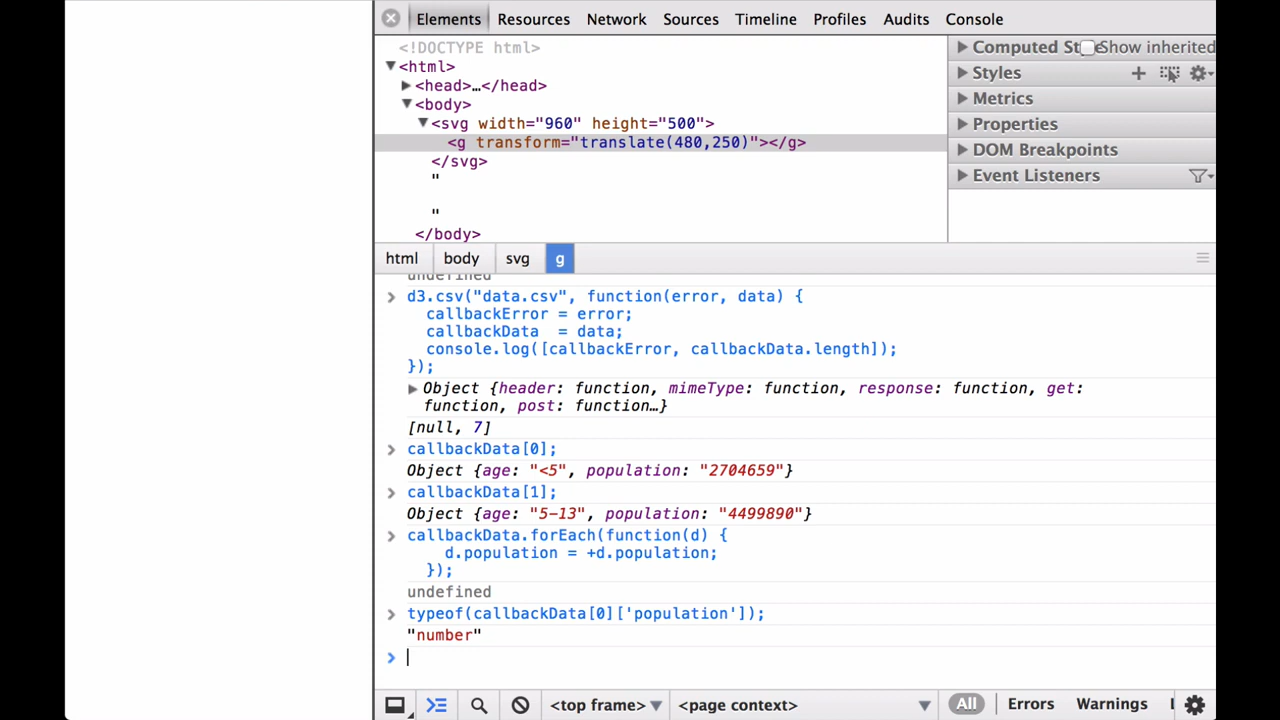 Elements Resources Network Sources Timeline Profiles Audits Console
<!DOCTYPE html>
<html>
<head>…</head>
<body>
<svg width="960" height="500">
<g transform="translate(480,250)"></g>
</svg>
"
"
</body>
Computed Show inherited
Styles
Metrics
Properties
DOM Breakpoints
Event Listeners
html body svg g
undefined
d3.csv("data.csv", function(error, data) {
callbackError = error;
callbackData  = data;
console.log([callbackError, callbackData.length]);
});
Object {header: function, mimeType: function, response: function, get:
function, post: function…}
[null, 7]
callbackData[0];
Object {age: "<5", population: "2704659"}
callbackData[1];
Object {age: "5–13", population: "4499890"}
callbackData.forEach(function(d) {
d.population = +d.population;
});
undefined
typeof(callbackData[0]['population']);
"number"
<top frame> <page context> All Errors Warnings